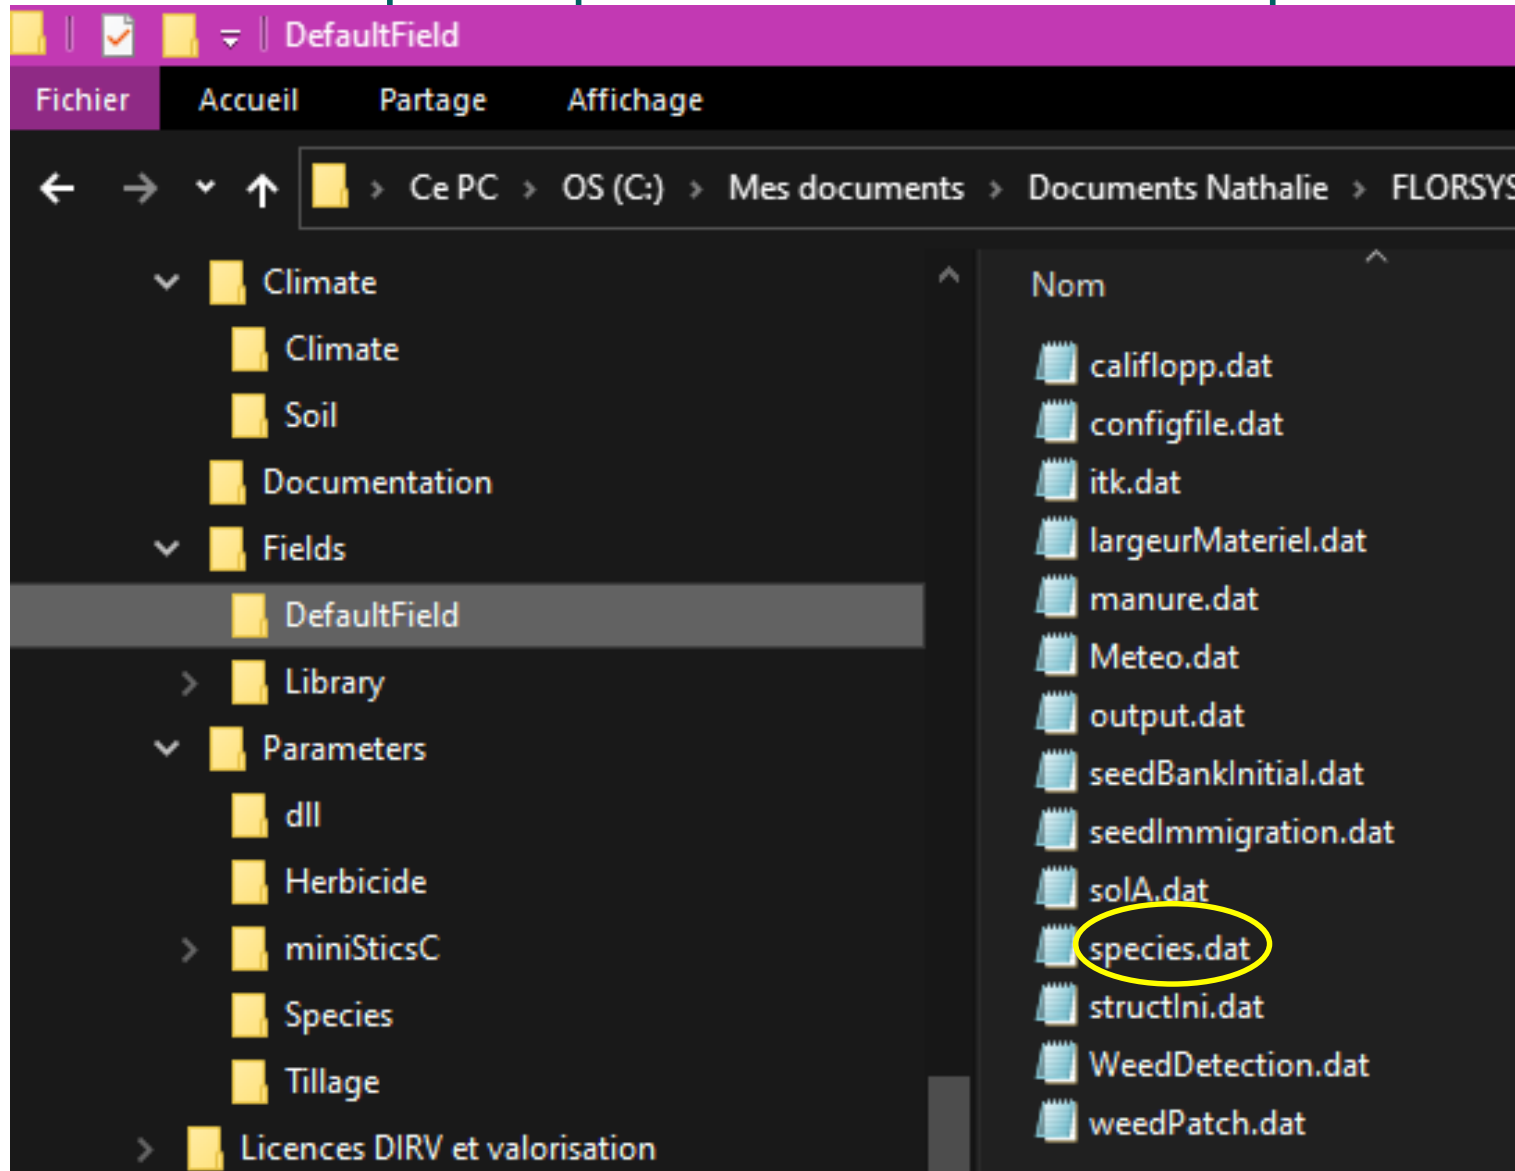 DefaultField
Fichier Accueil Partage Affichage
Ce PC > OS (C:) > Mes documents > Documents Nathalie > FLORSYS
Climate
Climate
Soil
Documentation
Fields
DefaultField
Library
Parameters
dll
Herbicide
miniSticsC
Species
Tillage
Licences DIRV et valorisation
Nom
califlopp.dat
configfile.dat
itk.dat
largeurMateriel.dat
manure.dat
Meteo.dat
output.dat
seedBankInitial.dat
seedImmigration.dat
solA.dat
species.dat
structIni.dat
WeedDetection.dat
weedPatch.dat